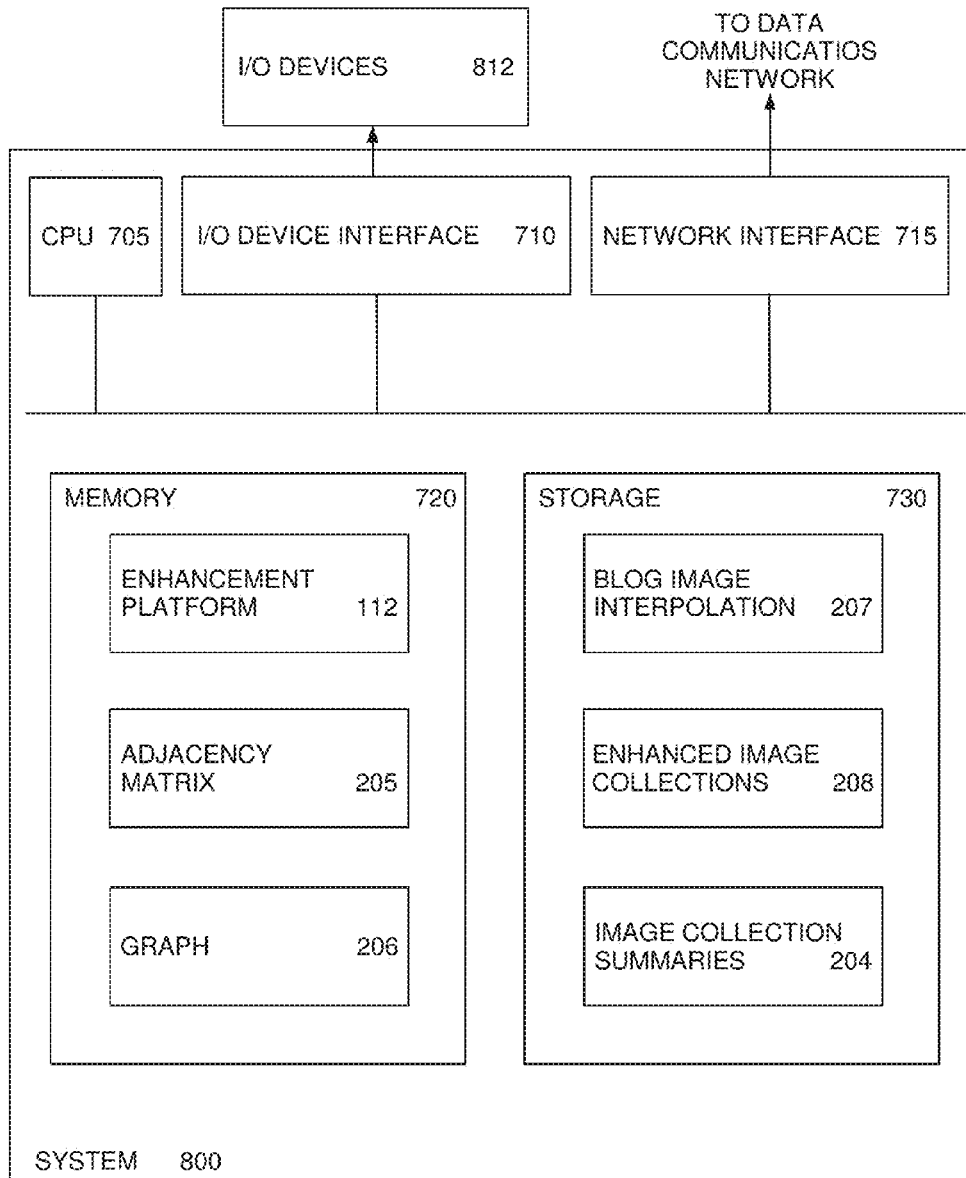 I/O DEVICES 812
TO DATA
COMMUNICATIOS
NETWORK
CPU 705
I/O DEVICE INTERFACE 710
NETWORK INTERFACE 715
MEMORY 720
ENHANCEMENT
PLATFORM 112
ADJACENCY
MATRIX 205
GRAPH 206
STORAGE 730
BLOG IMAGE
INTERPOLATION 207
ENHANCED IMAGE
COLLECTIONS 208
IMAGE COLLECTION
SUMMARIES 204
SYSTEM 800